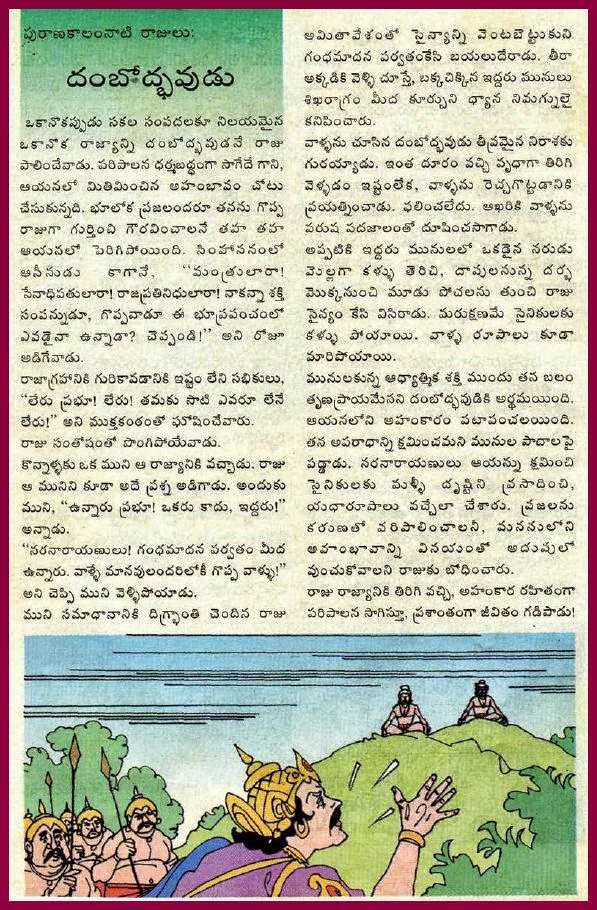 పురాణకాలంనాటి రాజులు:
దంబోద్భవుడు
ఒకానొకప్పుడు సకల సంపదలకూ నిలయమైన
ఒకానొక రాజ్యాన్ని దంబోద్భవుడనే రాజు
పాలించేవాడు. పరిపాలన ధర్మబద్ధంగా సాగేదే గాని,
ఆయనలో మితిమించిన అహంభావం చోటు
చేసుకున్నది. భూలోక ప్రజలందరూ తనను గొప్ప
రాజుగా గుర్తించి గౌరవించాలనే తహ తహ
ఆయనలో పెరిగిపోయింది. సింహాసనంలో
ఆసీనుడు కాగానే, “మంత్రులారా!
సేనాధిపతులారా! రాజప్రతినిధులారా! నాకన్నా శక్తి
సంపన్నుడూ, గొప్పవాడూ ఈ భూప్రపంచంలో
ఎవడైనా ఉన్నాడా? చెప్పండి!” అని రోజూ
అడిగేవాడు.
రాజాగ్రహానికి గురికావడానికి ఇష్టం లేని సభికులు,
“లేరు ప్రభూ! లేరు! తమకు సాటి ఎవరూ లేనే
లేరు!” అని ముక్తకంఠంతో ఘోషించేవారు.
రాజు సంతోషంతో పొంగిపోయేవాడు.
కొన్నాళ్ళకు ఒక ముని ఆ రాజ్యానికి వచ్చాడు. రాజు
ఆ మునిని కూడా అదే ప్రశ్న అడిగాడు. అందుకు
ముని, “ఉన్నారు ప్రభూ! ఒకరు కాదు, ఇద్దరు!”
అన్నాడు.
“నరనారాయణులు! గంధమాదన పర్వతం మీద
ఉన్నారు. వాళ్ళే మానవులందరిలోకీ గొప్ప వాళ్ళు!”
అని చెప్పి ముని వెళ్ళిపోయాడు.
ముని సమాధానానికి దిగ్భ్రాంతి చెందిన రాజు
అమితావేశంతో సైన్యాన్ని వెంటబెట్టుకుని
గంధమాదన పర్వతంకేసి బయలుదేరాడు. తీరా
అక్కడికి వెళ్ళి చూస్తే, బక్కచిక్కిన ఇద్దరు మునులు
శిఖరాగ్రం మీద కూర్చుని ధ్యాన నిమగ్నులై
కనిపించారు.
వాళ్ళను చూసిన దంబోద్భవుడు తీవ్రమైన నిరాశకు
గురయ్యాడు. ఇంత దూరం వచ్చి వృధాగా తిరిగి
వెళ్ళడం ఇష్టంలేక, వాళ్ళను రెచ్చగొట్టడానికి
ప్రయత్నించాడు. ఫలించలేదు. ఆఖరికి వాళ్ళను
పరుష పదజాలంతో దూషించసాగాడు.
అప్పటికి ఇద్దరు మునులలో ఒకడైన నరుడు
మెల్లగా కళ్ళు తెరిచి, దాపులనున్న దర్భ
మొక్కనుంచి మూడు పోచలను తుంచి రాజు
సైన్యం కేసి విసిరాడు. మరుక్షణమే సైనికులకు
కళ్ళు పోయాయి. వాళ్ళ రూపాలు కూడా
మారిపోయాయి.
మునులకున్న ఆధ్యాత్మిక శక్తి ముందు తన బలం
తృణప్రాయమేనని దంబోద్భవుడికి అర్థమయింది.
ఆయనలోని అహంకారం పటాపంచలయింది.
తన అపరాధాన్ని క్షమించమని మునుల పాదాలపై
పడ్డాడు. నరనారాయణులు ఆయన్ను క్షమించి
సైనికులకు మళ్ళీ దృష్టిని ప్రసాదించి,
యధారూపాలు వచ్చేలా చేశారు. ప్రజలను
కరుణతో పరిపాలించాలనీ, మనసులోని
అహంభావాన్ని వినయంతో అదుపులో
వుంచుకోవాలని రాజుకు బోధించారు.
రాజు రాజ్యానికి తిరిగి వచ్చి, అహంకార రహితంగా
పరిపాలన సాగిస్తూ, ప్రశాంతంగా జీవితం గడిపాడు!